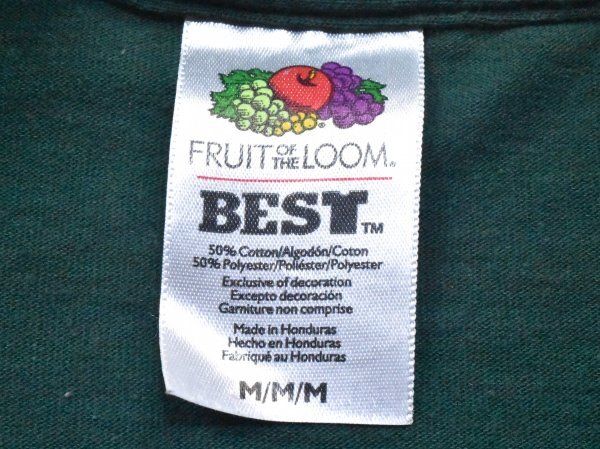 FRUIT OF THE LOOM®
BEST™
50% Cotton/Algodón/Coton
50% Polyester/Poliéster/Polyester
Exclusive of decoration
Excepto decoración
Garniture non comprise
Made in Honduras
Hecho en Honduras
Fabriqué au Honduras
M/M/M